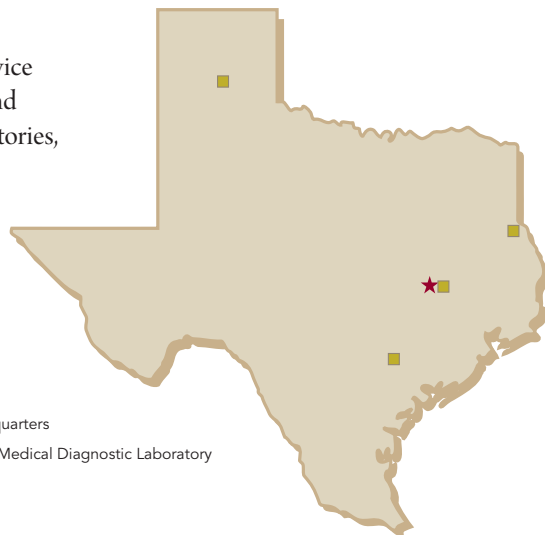 vice
nd
tories,
quarters
Medical Diagnostic Laboratory